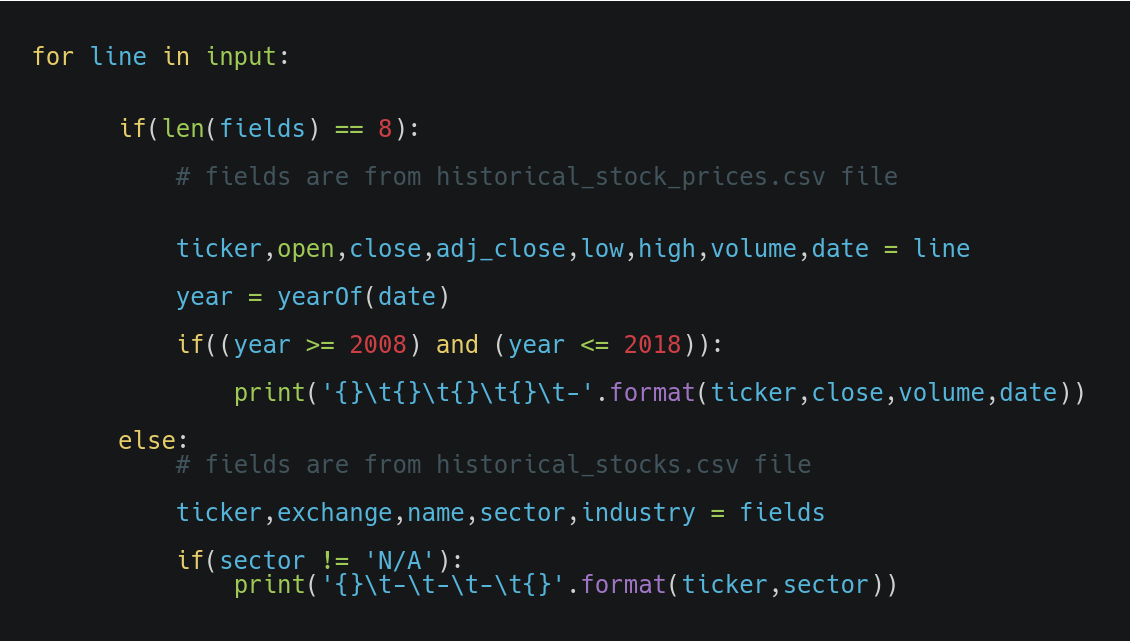 for line in input:
if(len(fields) == 8):
# fields are from historical_stock_prices.csv file
ticker,open,close,adj_close,low,high,volume,date = line
year = yearOf(date)
if((year >= 2008) and (year <= 2018)):
print('{}\t{}\t{}\t{}\t-'.format(ticker,close,volume,date))
else:
# fields are from historical_stocks.csv file
ticker,exchange,name,sector,industry = fields
if(sector != 'N/A'):
print('{}\t-\t-\t-\t{}'.format(ticker,sector))